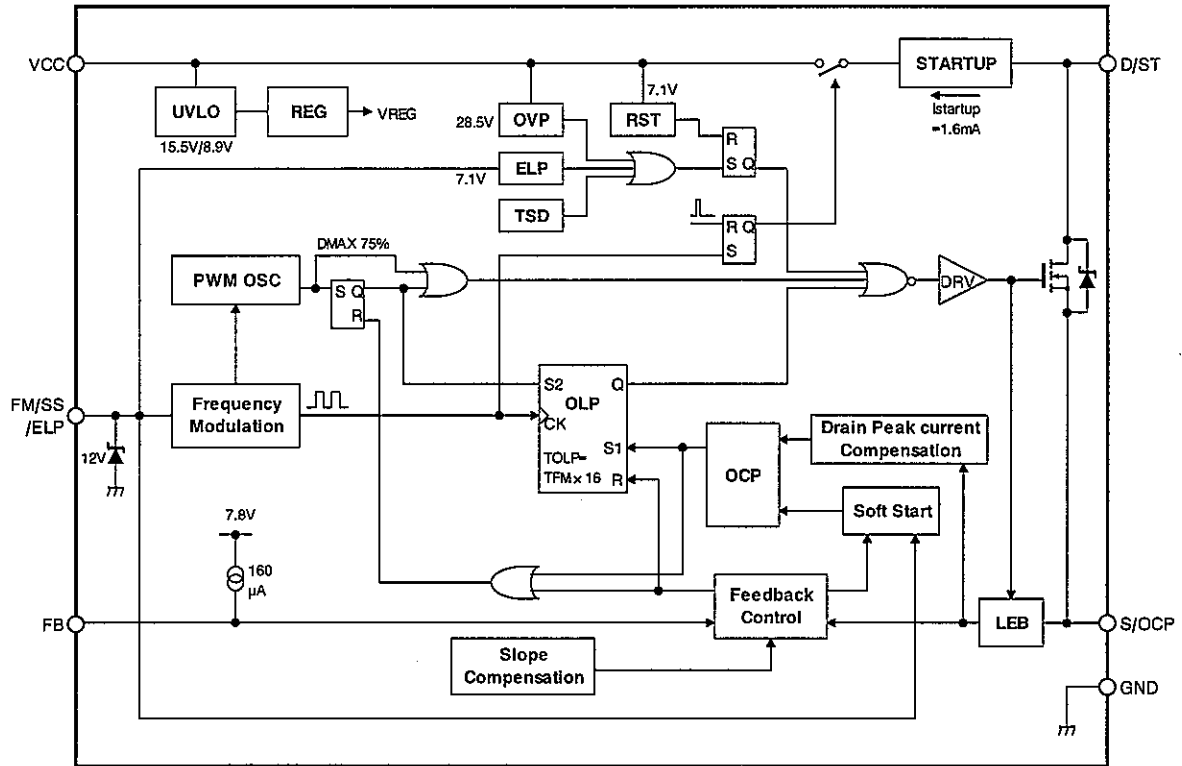 VCC
D/ST
STARTUP
Istartup
=1.6mA
UVLO
REG
VREG
15.5V/8.9V
28.5V
OVP
7.1V
RST
R
S Q
7.1V
ELP
TSD
R Q
S
DMAX 75%
PWM OSC
S Q
R
DRV
FM/SS
/ELP
Frequency
Modulation
12V
S2
Q
OLP
CK
S1
TOLP=
TFM× 16
R
OCP
Drain Peak current
Compensation
Soft Start
7.8V
160
µA
FB
Feedback
Control
LEB
S/OCP
Slope
Compensation
GND